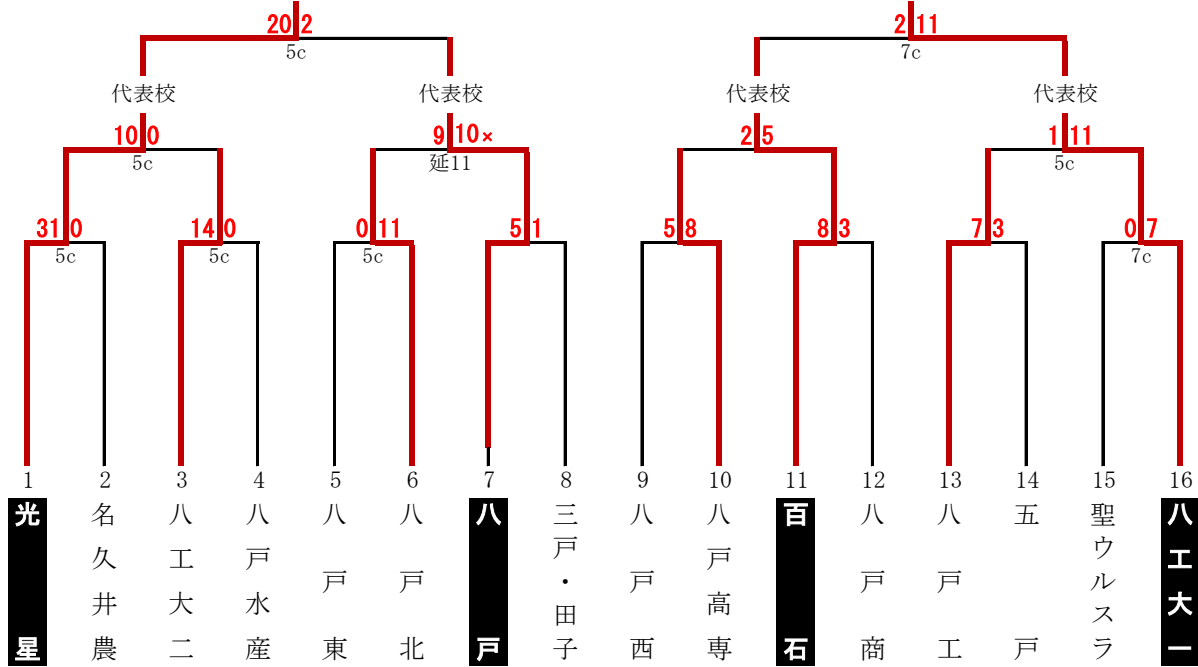 20 2 2 11
5c 7c
代表校 代表校 代表校 代表校
10 0 9 10× 2 5 1 11
5c 延11 5c
31 0 14 0 0 11 5 1 5 8 8 3 7 3 0 7
5c 5c 5c 7c
1 2 3 4 5 6 7 8 9 10 11 12 13 14 15 16
光星
名久井農
八工大二
八戸水産
八戸東
八戸北
八戸
三戸・田子
八戸西
八戸高専
百石
八戸商
八戸工
五戸
聖ウルスラ
八工大一